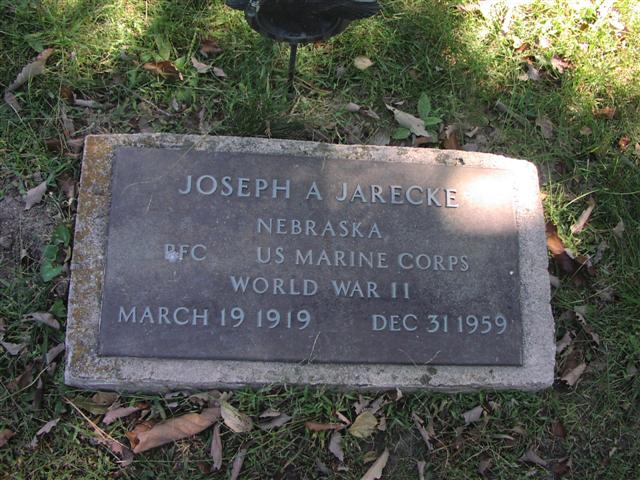 JOSEPH A JARECKE
NEBRASKA
PFC US MARINE CORPS
WORLD WAR II
MARCH 19 1919 DEC 31 1959